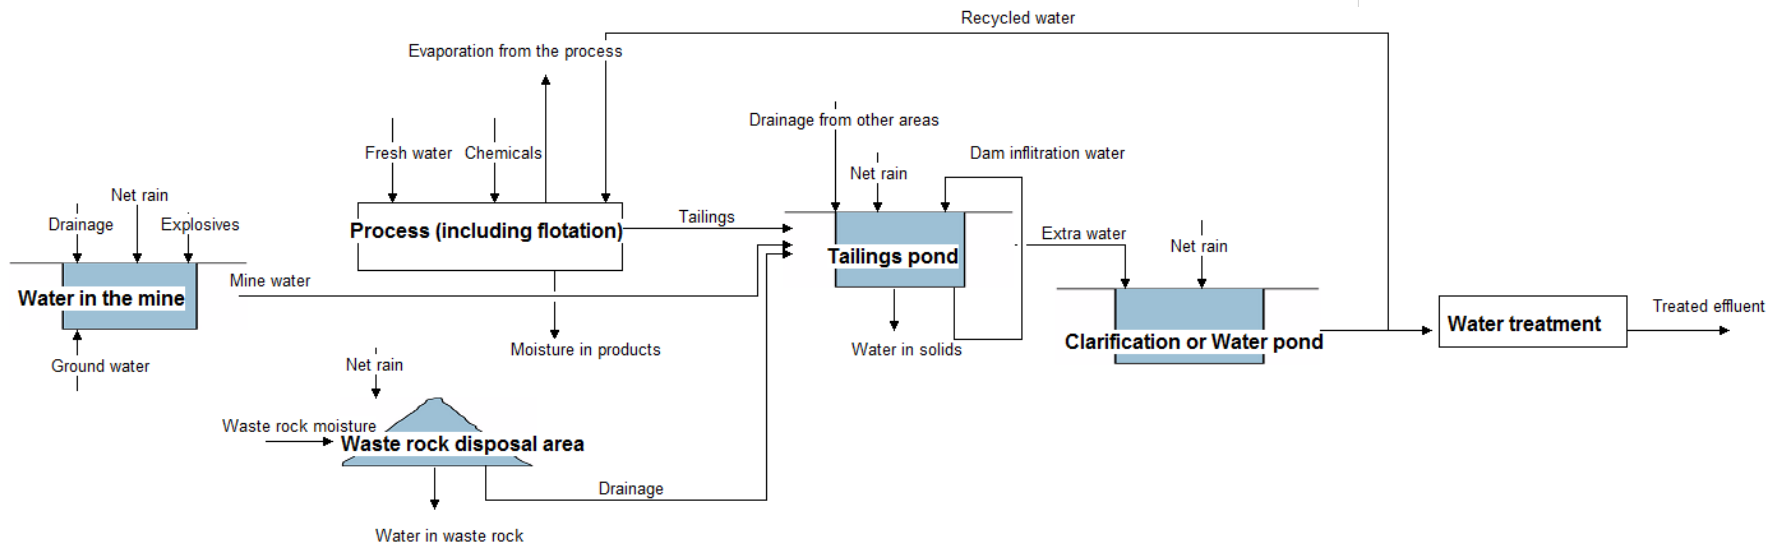 Recycled water
Evaporation from the process
Drainage from other areas
Fresh water
Chemicals
Dam inflitration water
Net rain
Net rain
Drainage
Explosives
Process (including flotation)
Tailings
Extra water
Net rain
Tailings pond
Mine water
Water in the mine
Treated effluent
Water treatment
Clarification or Water pond
Moisture in products
Water in solids
Ground water
Net rain
Waste rock moisture
Waste rock disposal area
Drainage
Water in waste rock